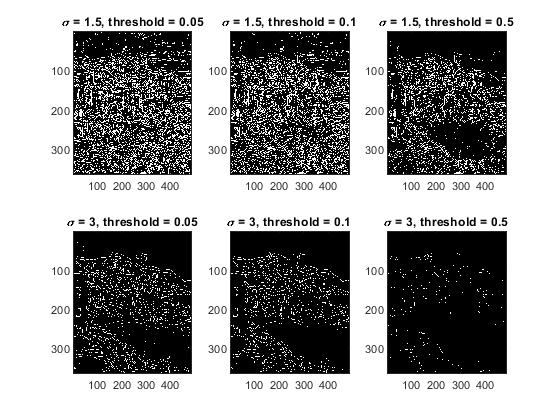 σ = 1.5, threshold = 0.05
σ = 1.5, threshold = 0.1
σ = 1.5, threshold = 0.5
100
200
300
100 200 300 400
100
200
300
100 200 300 400
100
200
300
100 200 300 400
σ = 3, threshold = 0.05
σ = 3, threshold = 0.1
σ = 3, threshold = 0.5
100
200
300
100 200 300 400
100
200
300
100 200 300 400
100
200
300
100 200 300 400